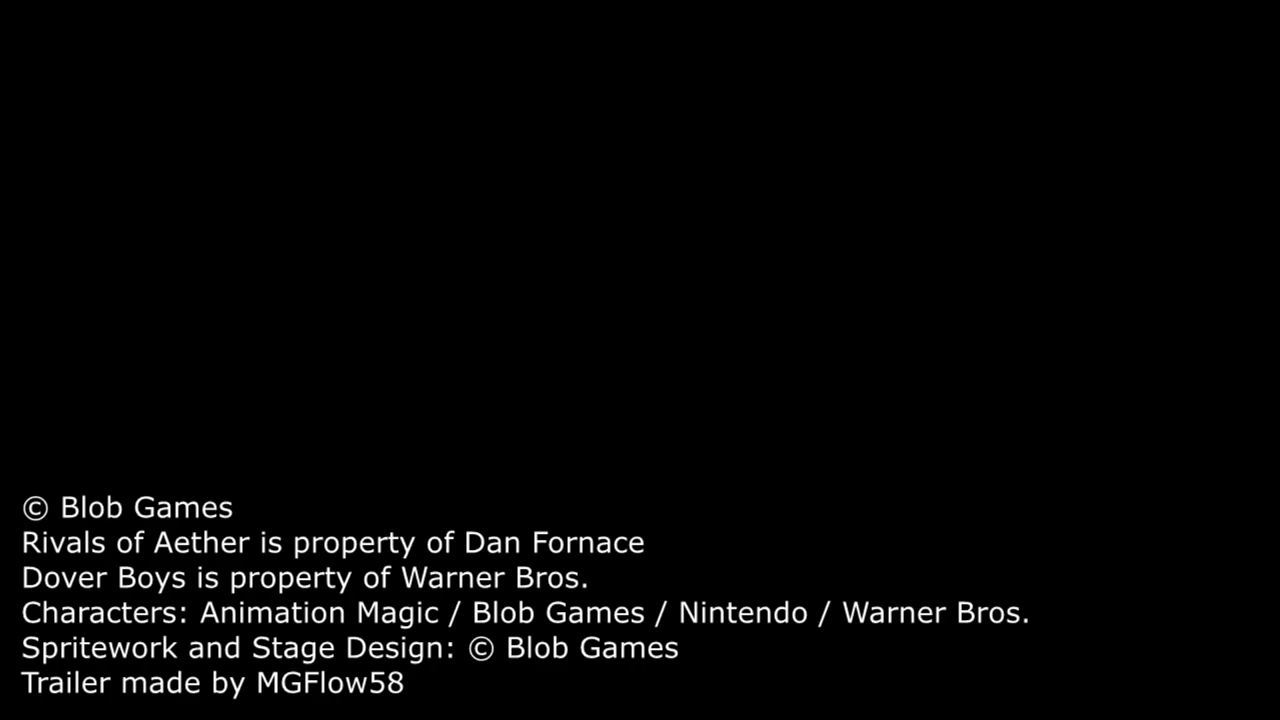 © Blob Games
Rivals of Aether is property of Dan Fornace
Dover Boys is property of Warner Bros.
Characters: Animation Magic / Blob Games / Nintendo / Warner Bros.
Spritework and Stage Design: © Blob Games
Trailer made by MGFlow58